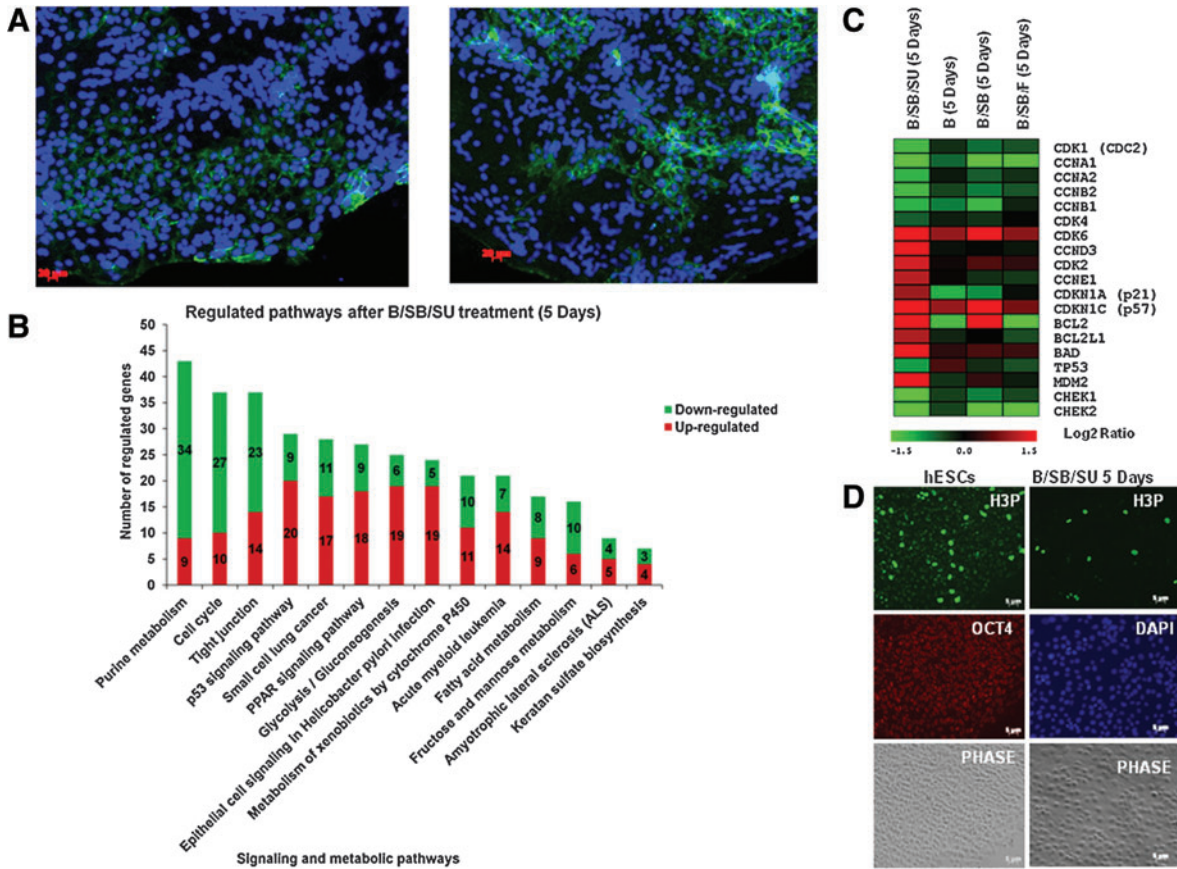 A
30 µm
20 µm
B
Regulated pathways after B/SB/SU treatment (5 Days)
Number of regulated genes
50
45
40
35
30
25
20
15
10
5
0
34
9
27
10
23
14
9
20
11
17
9
18
6
19
5
19
10
11
7
14
8
9
10
6
4
5
3
4
Down-regulated
Up-regulated
Purine metabolism
Cell cycle
Tight junction
p53 signaling pathway
Small cell lung cancer
PPAR signaling pathway
Glycolysis / Gluconeogenesis
Epithelial cell signaling in Helicobacter pylori infection
Metabolism of xenobiotics by cytochrome P450
Acute myeloid leukemia
Fatty acid metabolism
Fructose and mannose metabolism
Amyotrophic lateral sclerosis (ALS)
Keratan sulfate biosynthesis
Signaling and metabolic pathways
C
B/SB/SU (5 Days)
B (5 Days)
B/SB (5 Days)
B/SB/F (5 Days)
CDK1 (CDC2)
CCNA1
CCNA2
CCNB2
CCNB1
CDK4
CDK6
CCND3
CDK2
CCNE1
CDKN1A (p21)
CDKN1C (p57)
BCL2
BCL2L1
BAD
TP53
MDM2
CHEK1
CHEK2
-1.5 0.0 1.5
Log2 Ratio
D
hESCs
B/SB/SU 5 Days
H3P
H3P
OCT4
DAPI
PHASE
PHASE